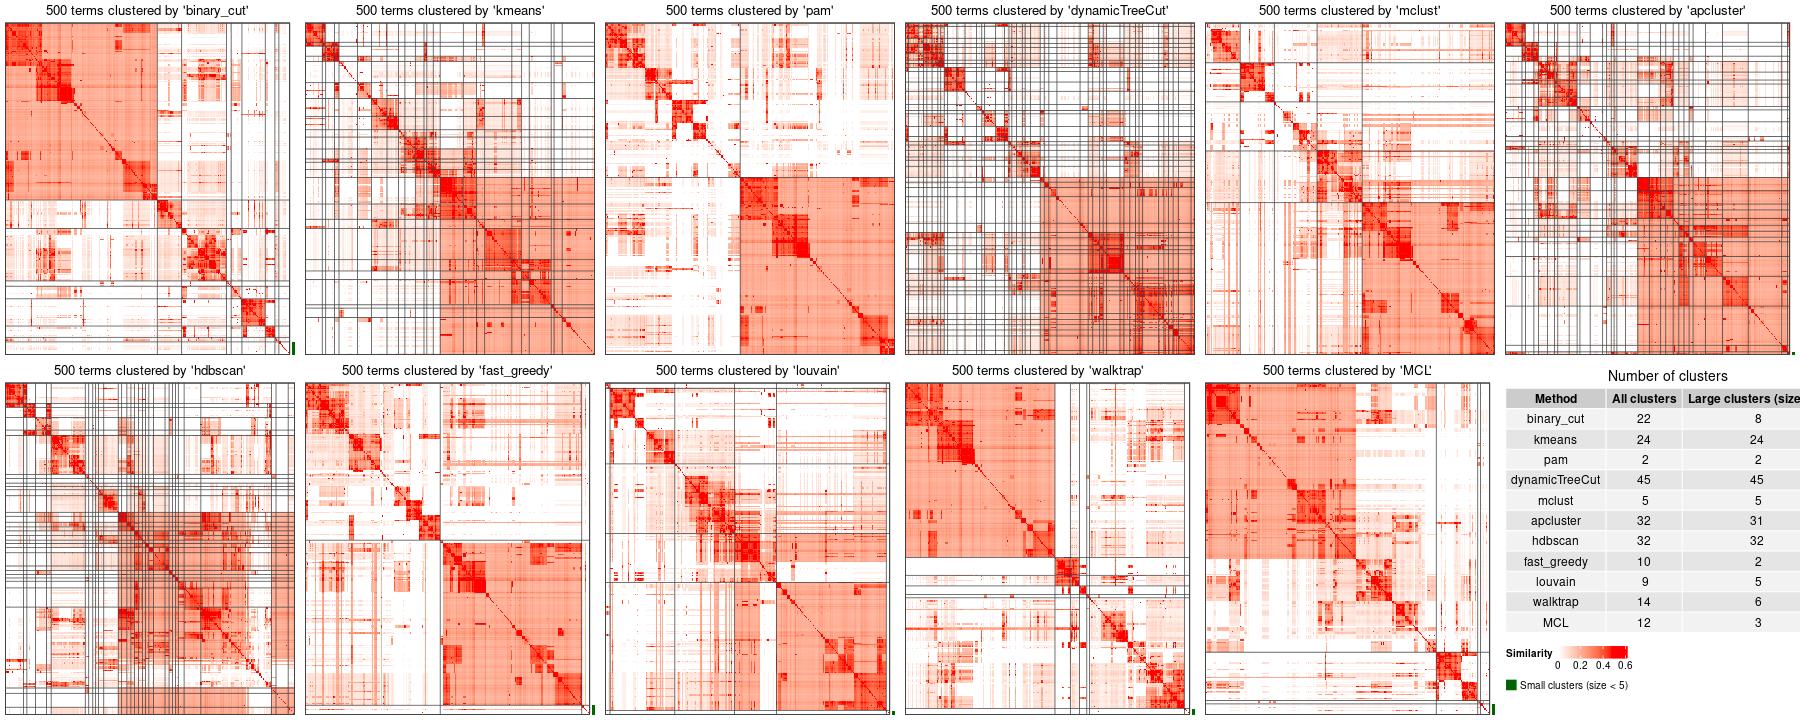 500 terms clustered by 'binary_cut'
500 terms clustered by 'kmeans'
500 terms clustered by 'pam'
500 terms clustered by 'dynamicTreeCut'
500 terms clustered by 'mclust'
500 terms clustered by 'apcluster'
500 terms clustered by 'hdbscan'
500 terms clustered by 'fast_greedy'
500 terms clustered by 'louvain'
500 terms clustered by 'walktrap'
500 terms clustered by 'MCL'
Number of clusters
Method All clusters Large clusters (size
binary_cut 22 8
kmeans 24 24
pam 2 2
dynamicTreeCut 45 45
mclust 5 5
apcluster 32 31
hdbscan 32 32
fast_greedy 10 2
louvain 9 5
walktrap 14 6
MCL 12 3
Similarity
0 0.2 0.4 0.6
Small clusters (size < 5)